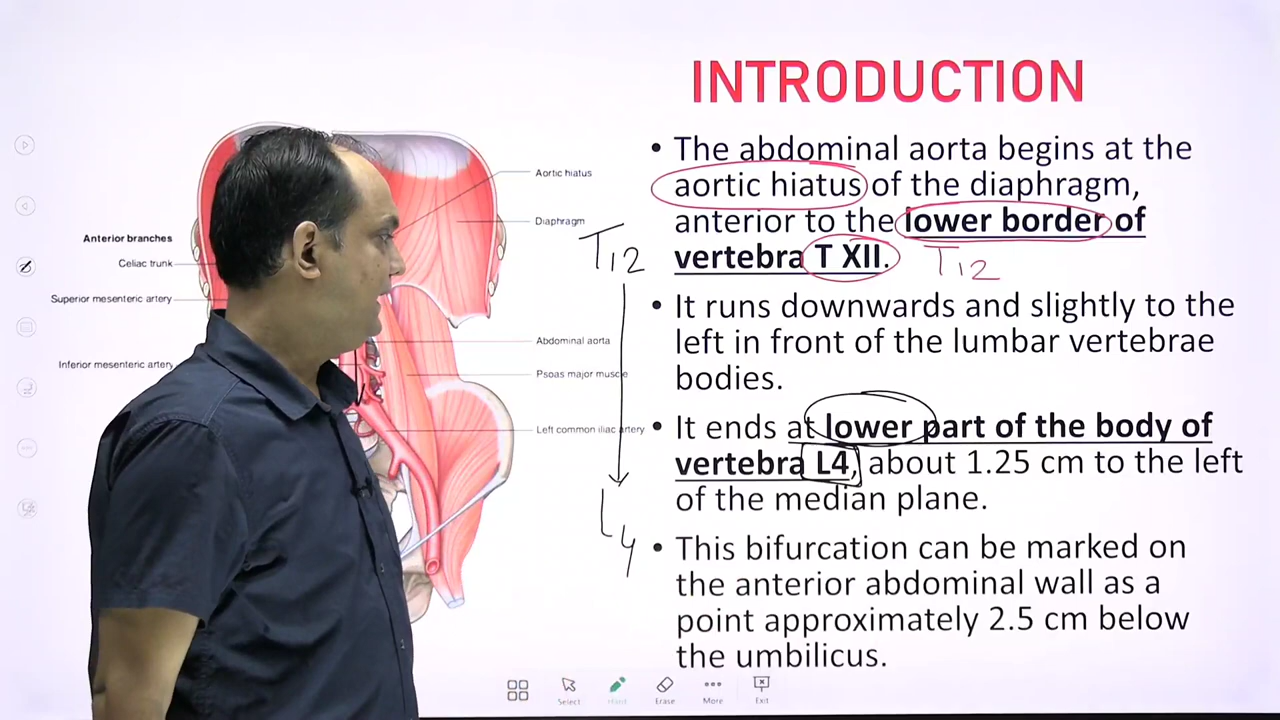 INTRODUCTION
• The abdominal aorta begins at the
aortic hiatus of the diaphragm,
anterior to the lower border of
vertebra T XII. T12
• It runs downwards and slightly to the
left in front of the lumbar vertebrae
bodies.
• It ends at lower part of the body of
vertebra L4, about 1.25 cm to the left
of the median plane.
• This bifurcation can be marked on
the anterior abdominal wall as a
point approximately 2.5 cm below
the umbilicus.
Aortic hiatus
Diaphragm
T12
Anterior branches
Celiac trunk
Superior mesenteric artery
Inferior mesenteric artery
Abdominal aorta
Psoas major muscle
Left common iliac artery
L4
Select
Erase
More
Exit